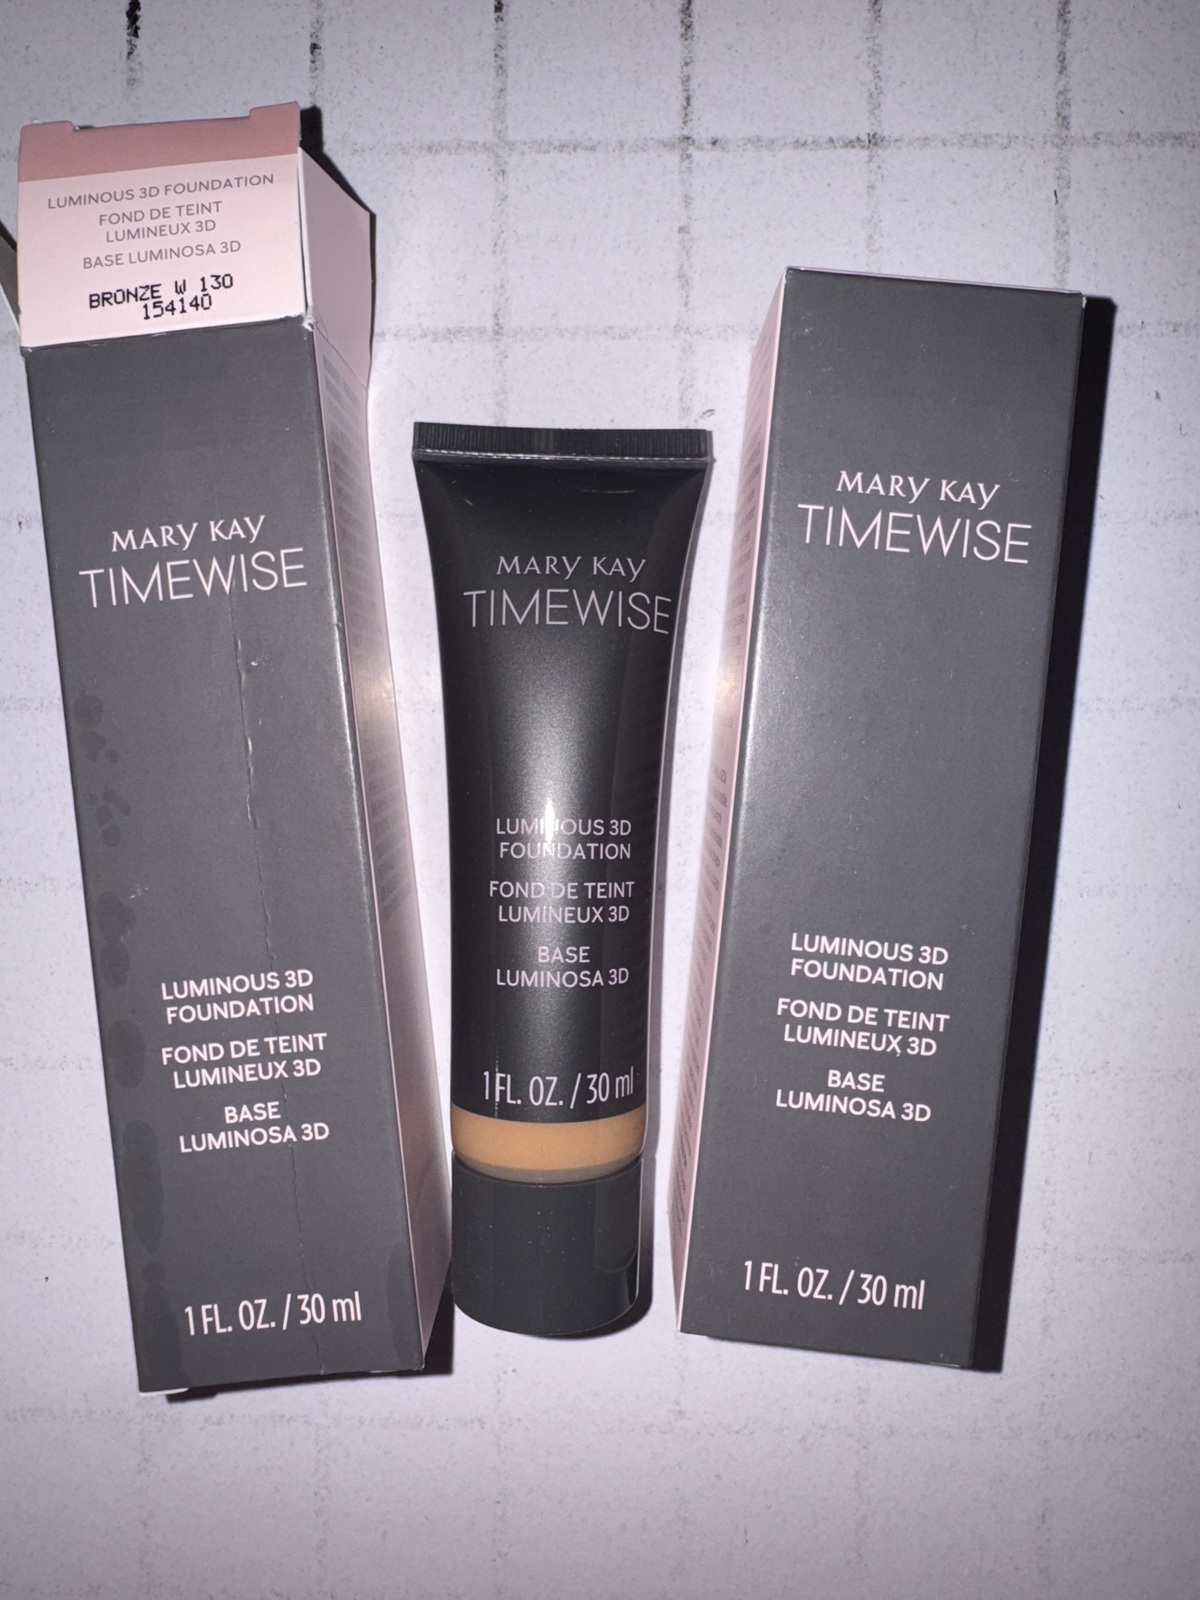 LUMINOUS 3D FOUNDATION
FOND DE TEINT
LUMINEUX 3D
BASE LUMINOSA 3D
BRONZE W 130
154140
MARY KAY
TIMEWISE
LUMINOUS 3D
FOUNDATION
FOND DE TEINT
LUMINEUX 3D
BASE
LUMINOSA 3D
1 FL. OZ. / 30 ml
MARY KAY
TIMEWISE
LUMINOUS 3D
FOUNDATION
FOND DE TEINT
LUMINEUX 3D
BASE
LUMINOSA 3D
1 FL. OZ. / 30 ml
MARY KAY
TIMEWISE
LUMINOUS 3D
FOUNDATION
FOND DE TEINT
LUMINEUX 3D
BASE
LUMINOSA 3D
1 FL. OZ. / 30 ml